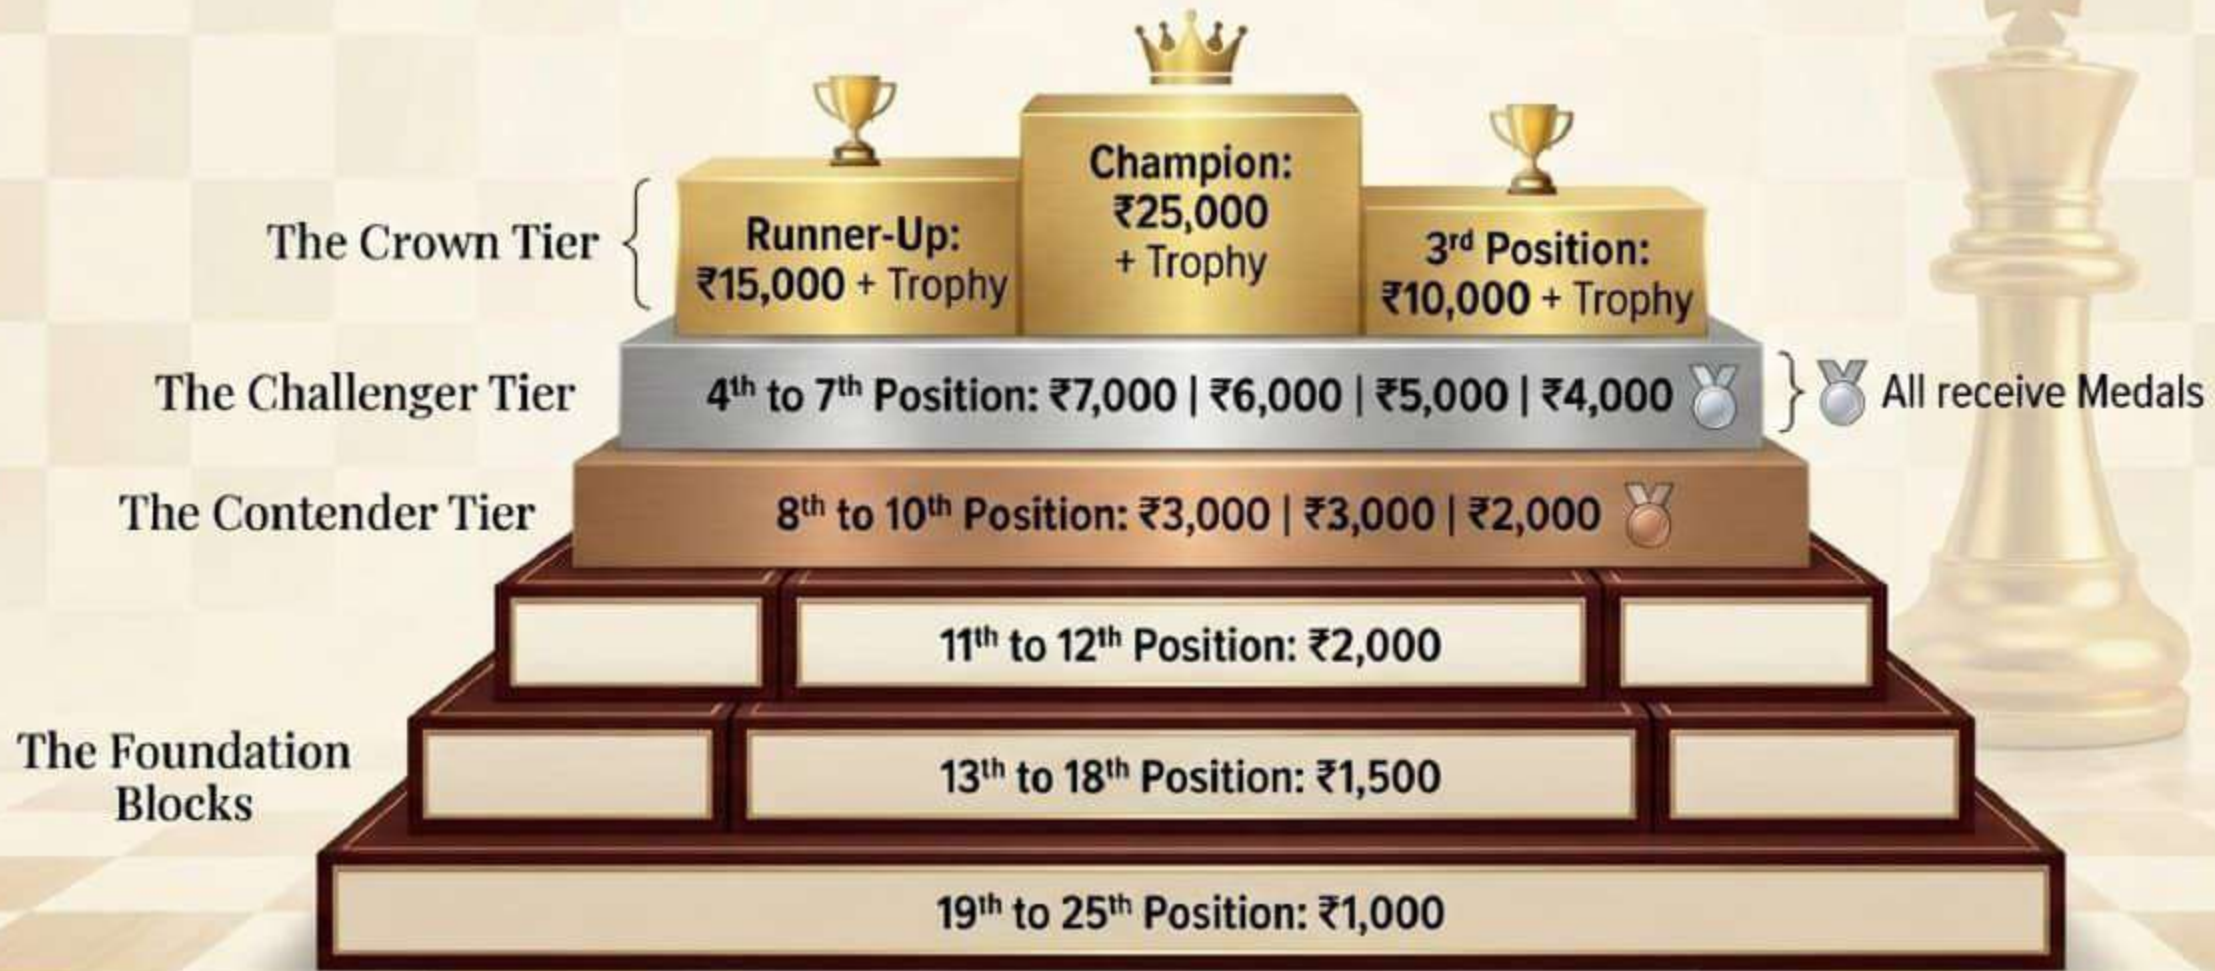 The Crown Tier
Runner-Up:
₹15,000 + Trophy
Champion:
₹25,000
+ Trophy
3rd Position:
₹10,000 + Trophy
The Challenger Tier
4th to 7th Position: ₹7,000 | ₹6,000 | ₹5,000 | ₹4,000
All receive Medals
The Contender Tier
8th to 10th Position: ₹3,000 | ₹3,000 | ₹2,000
11th to 12th Position: ₹2,000
The Foundation
Blocks
13th to 18th Position: ₹1,500
19th to 25th Position: ₹1,000